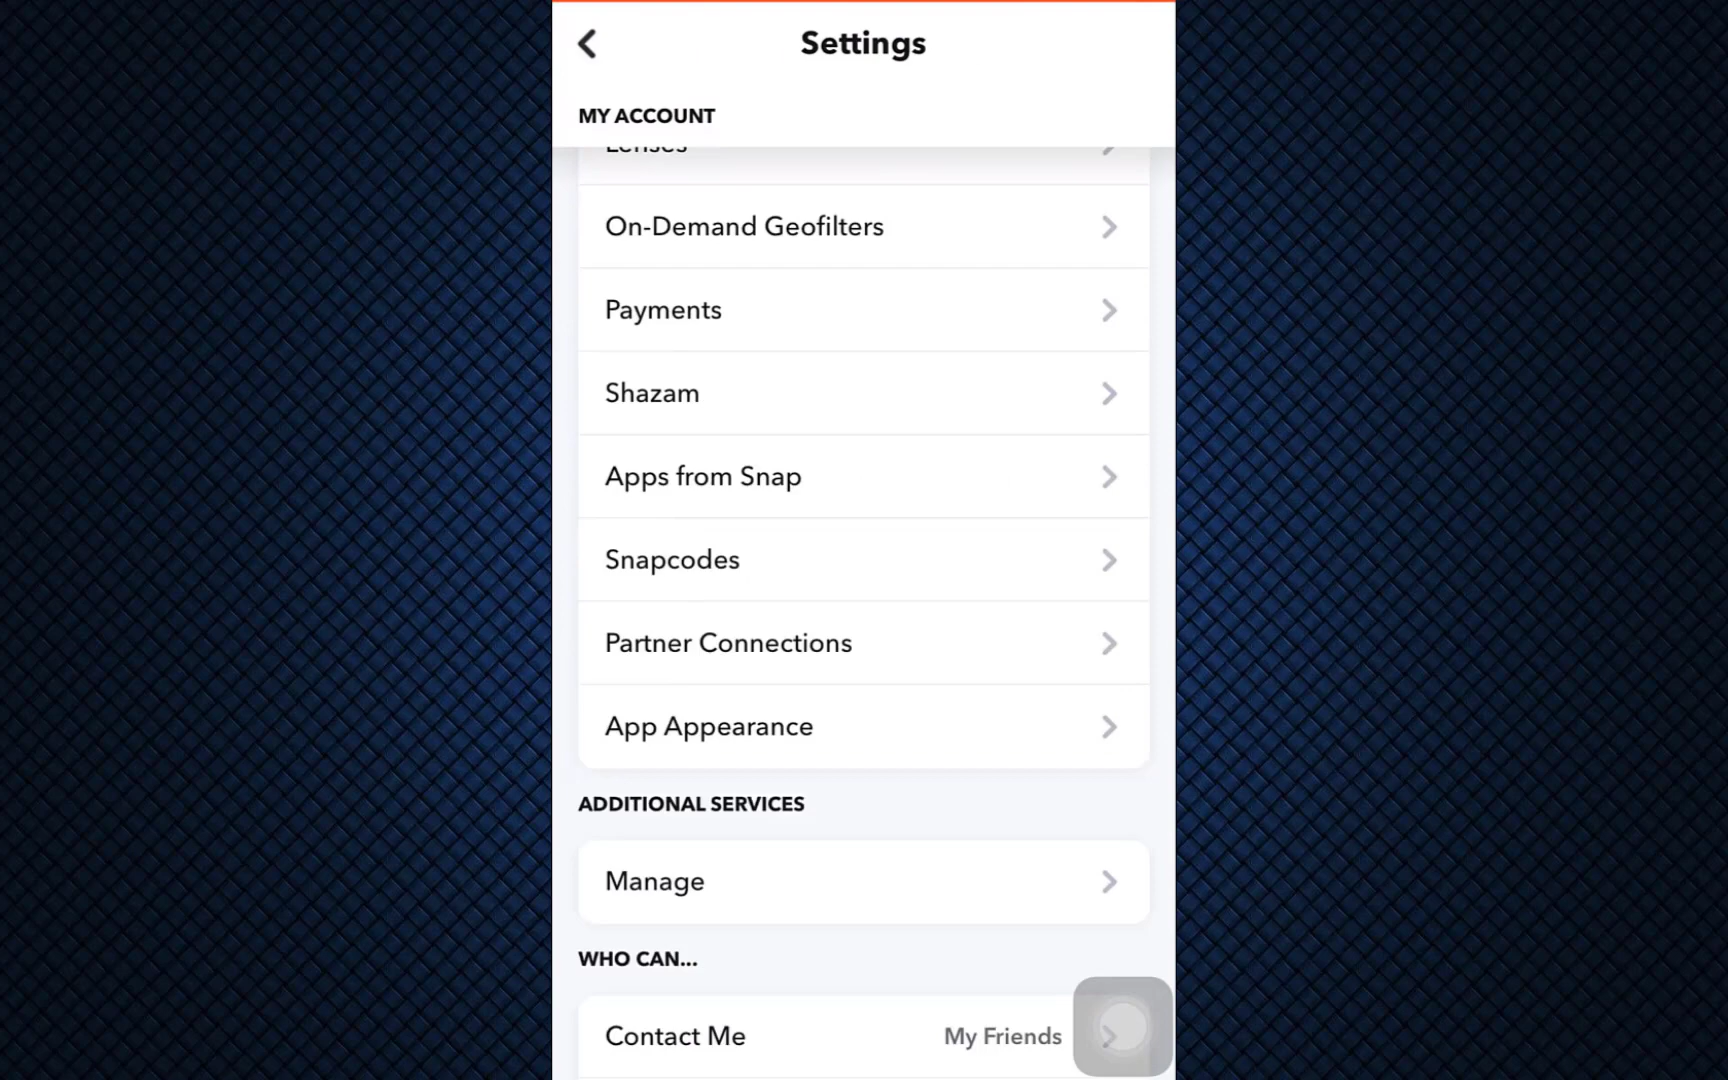 Settings
MY ACCOUNT
Lenses
On-Demand Geofilters
Payments
Shazam
Apps from Snap
Snapcodes
Partner Connections
App Appearance
ADDITIONAL SERVICES
Manage
WHO CAN...
Contact Me My Friends